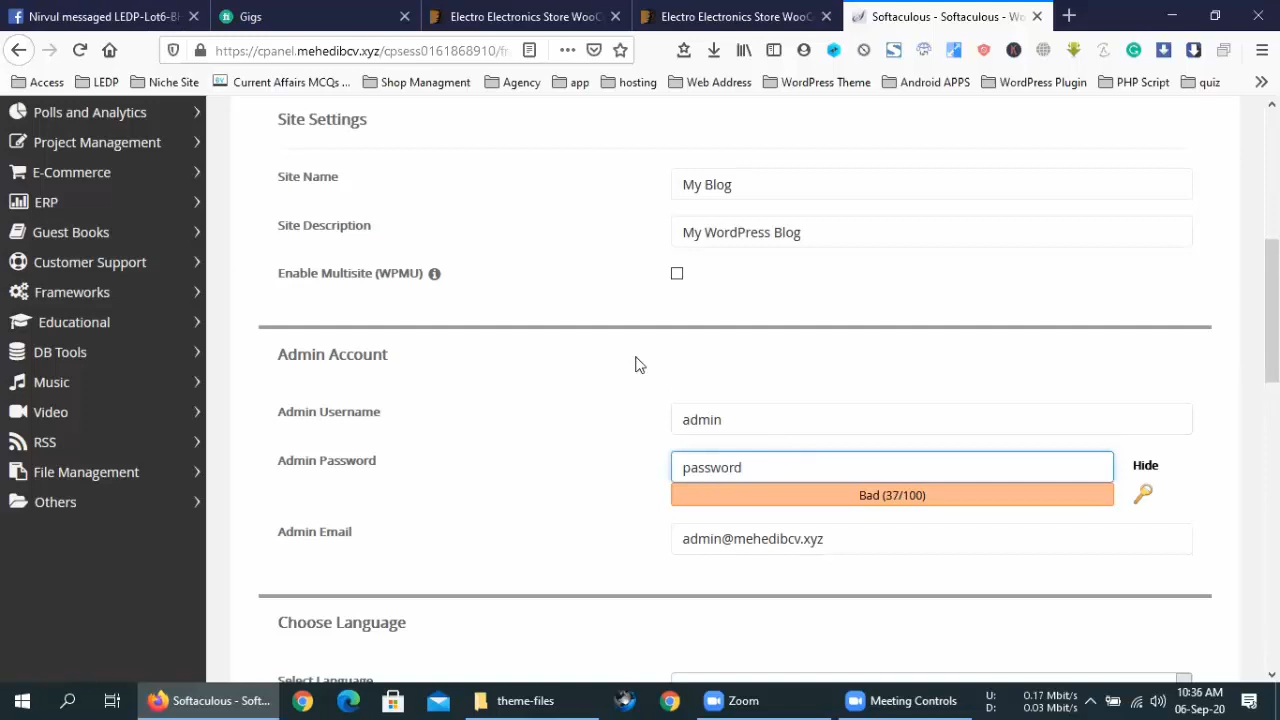 Nirvul messaged LEDP-Lot6-Bh
Gigs
Electro Electronics Store WooC
Electro Electronics Store WooC
Softaculous - Softaculous - Wo
https://cpanel.mehedibcv.xyz/cpsess0161868910/fr
Access
LEDP
Niche Site
Current Affairs MCQs ...
Shop Managment
Agency
app
hosting
Web Address
WordPress Theme
Android APPS
WordPress Plugin
PHP Script
quiz
Polls and Analytics
Project Management
E-Commerce
ERP
Guest Books
Customer Support
Frameworks
Educational
DB Tools
Music
Video
RSS
File Management
Others
Site Settings
Site Name
My Blog
Site Description
My WordPress Blog
Enable Multisite (WPMU)
Admin Account
Admin Username
admin
Admin Password
password
Hide
Bad (37/100)
Admin Email
admin@mehedibcv.xyz
Choose Language
Select Language
Softaculous - Soft...
theme-files
Zoom
Meeting Controls
U: 0.17 Mbit/s
D: 0.03 Mbit/s
10:36 AM
06-Sep-20